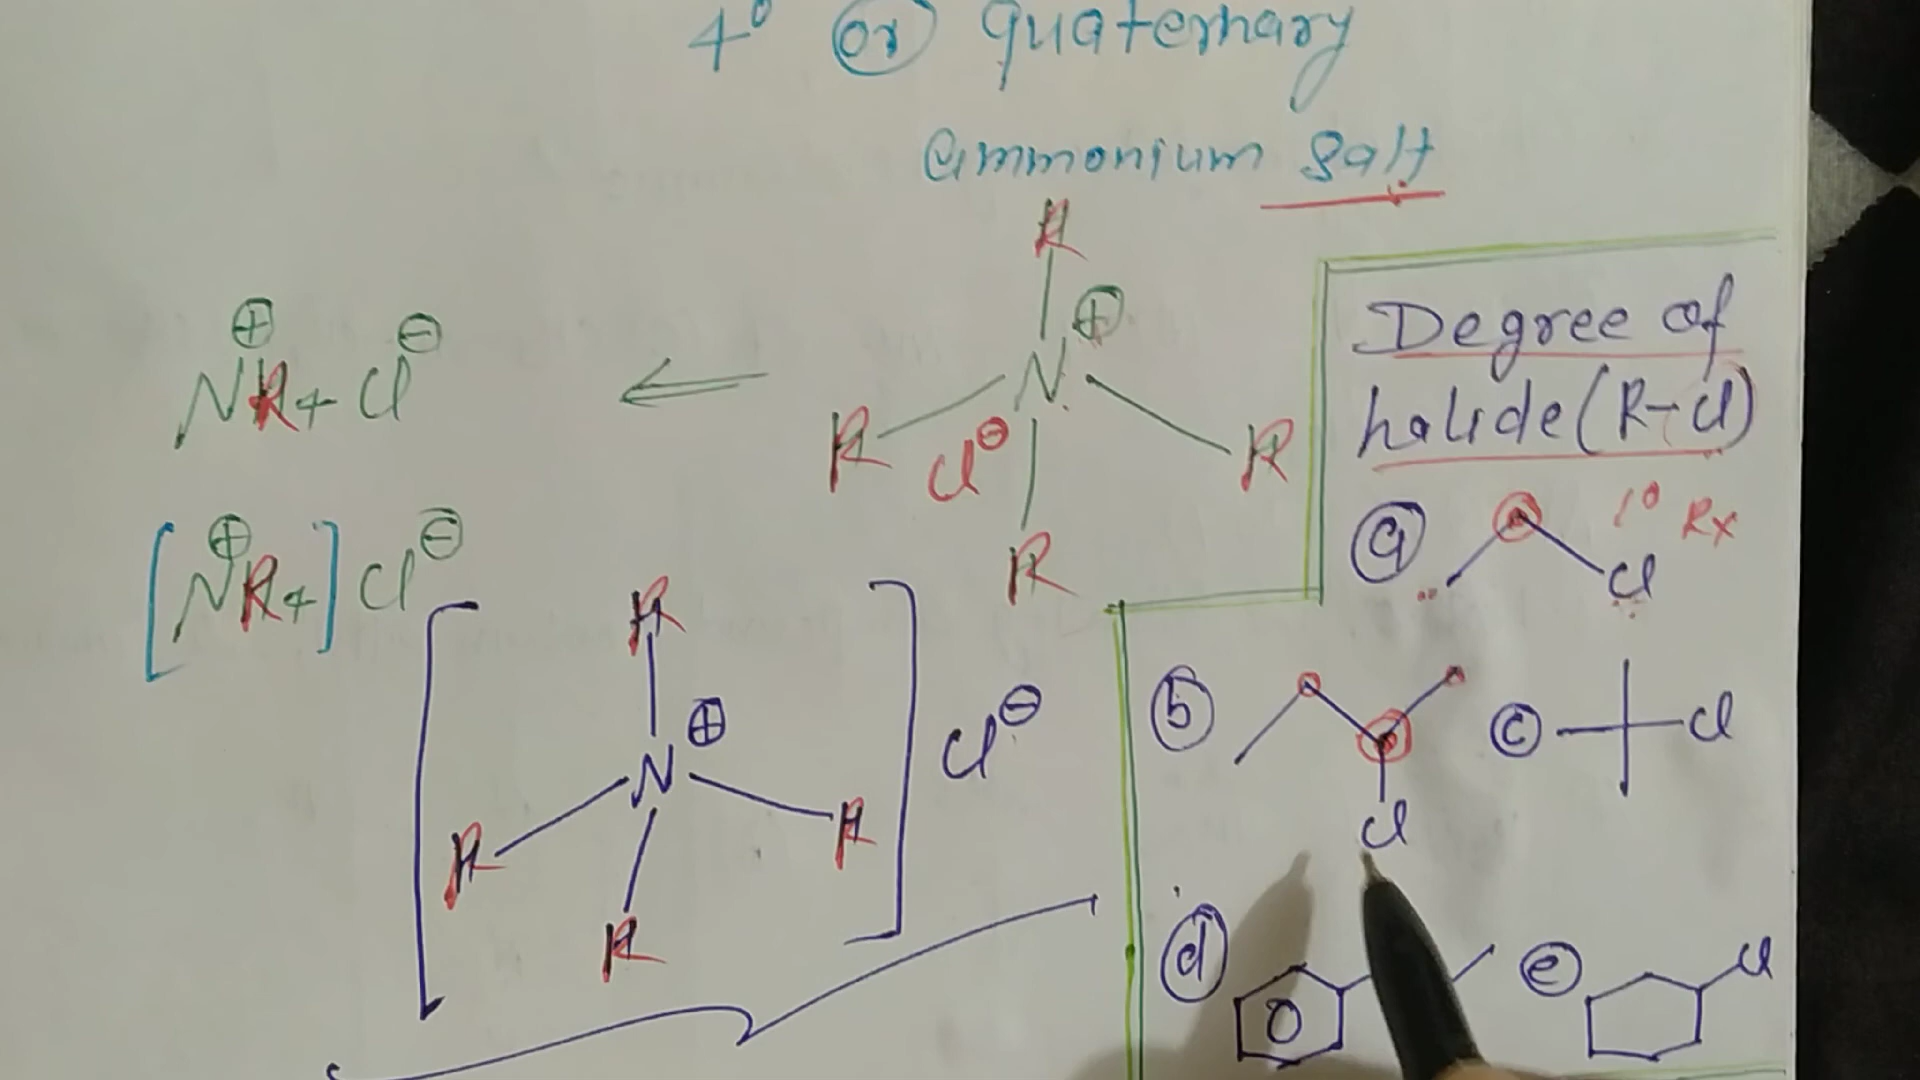 4° or quaternary
ammonium salt
R
⊕
N
R
Cl⊖
R
R
⊕
NR4 Cl⊖
[⊕
NR4] Cl⊖
[R
⊕
N
R
R
R] Cl⊖
Degree of
halide (R-Cl)
a
Cl
1° RX
b
Cl
c
Cl
d
e
Cl